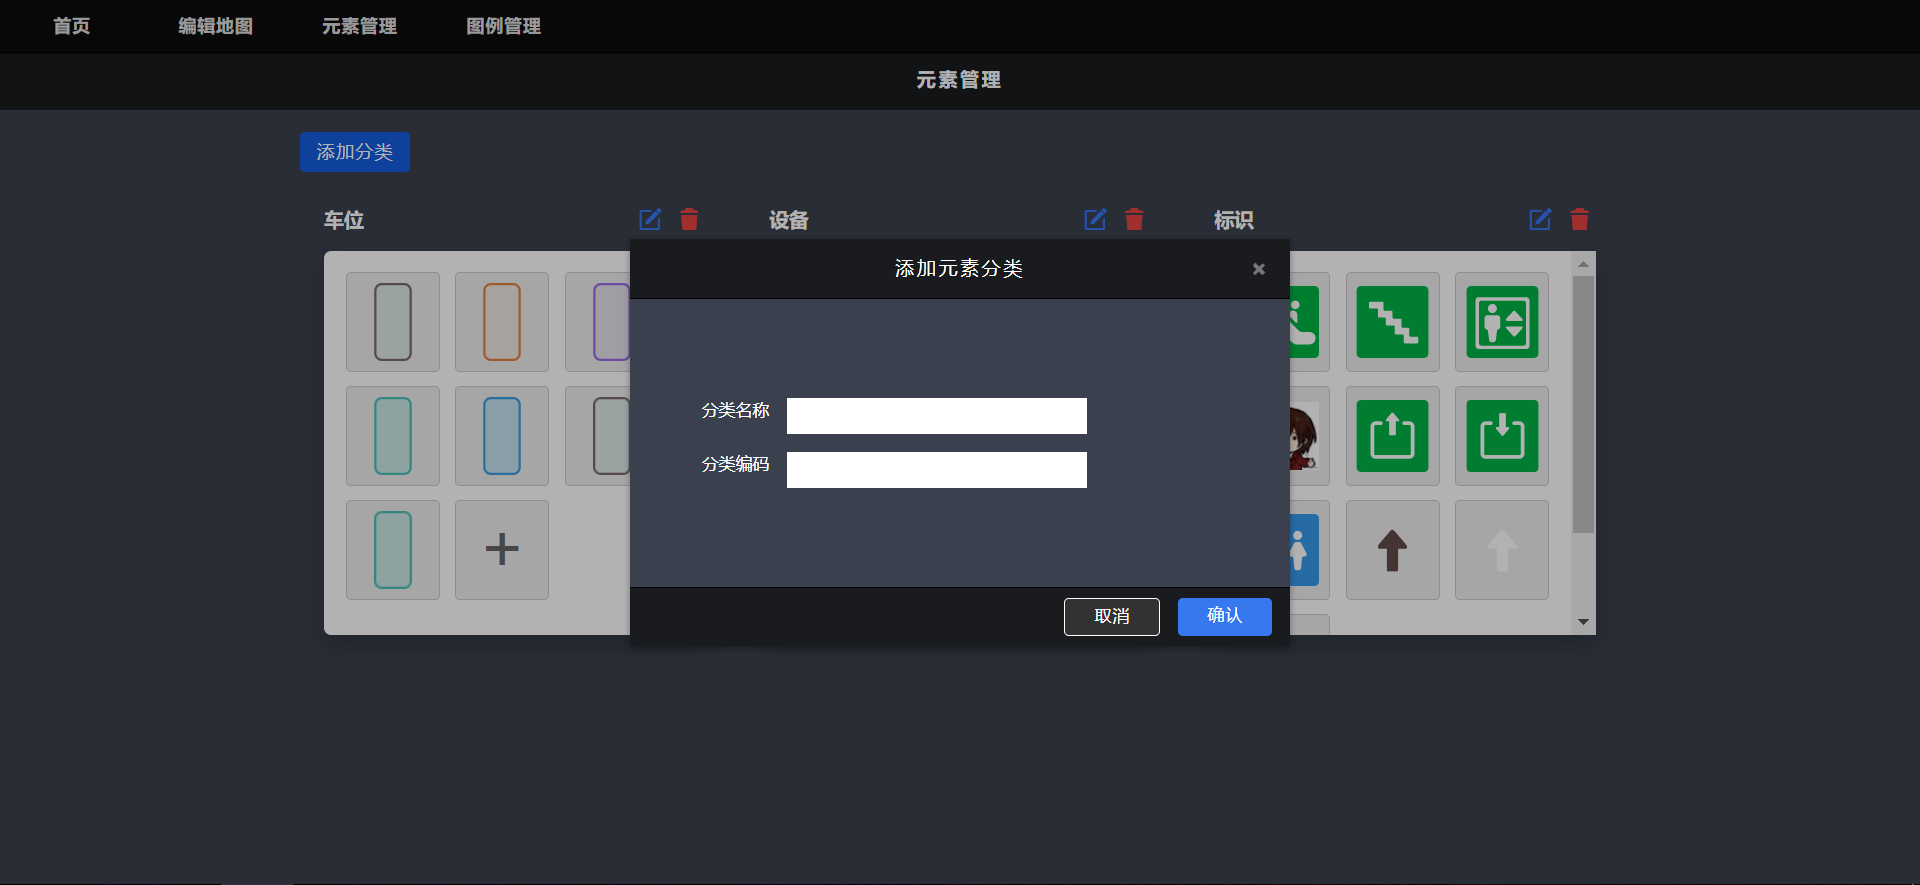 首页 编辑地图 元素管理 图例管理
元素管理
添加分类
车位 设备 标识
添加元素分类
分类名称
分类编码
取消 确认